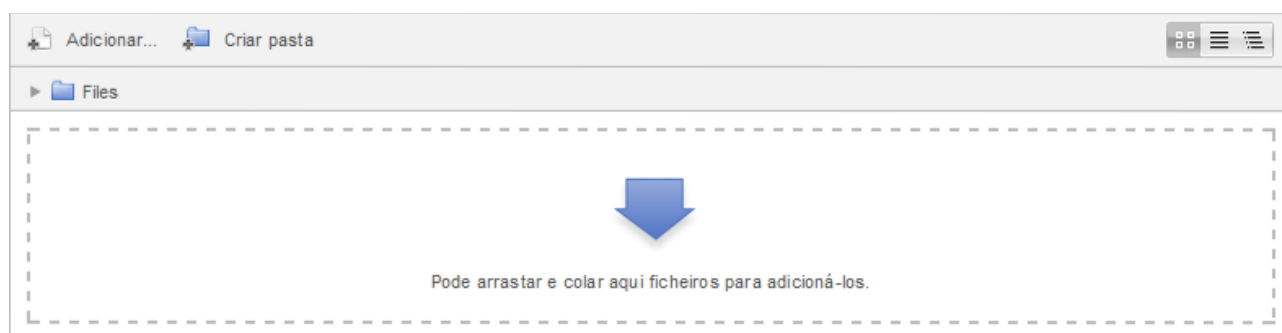 Adicionar... Criar pasta
Files
Pode arrastar e colar aqui ficheiros para adicioná-los.